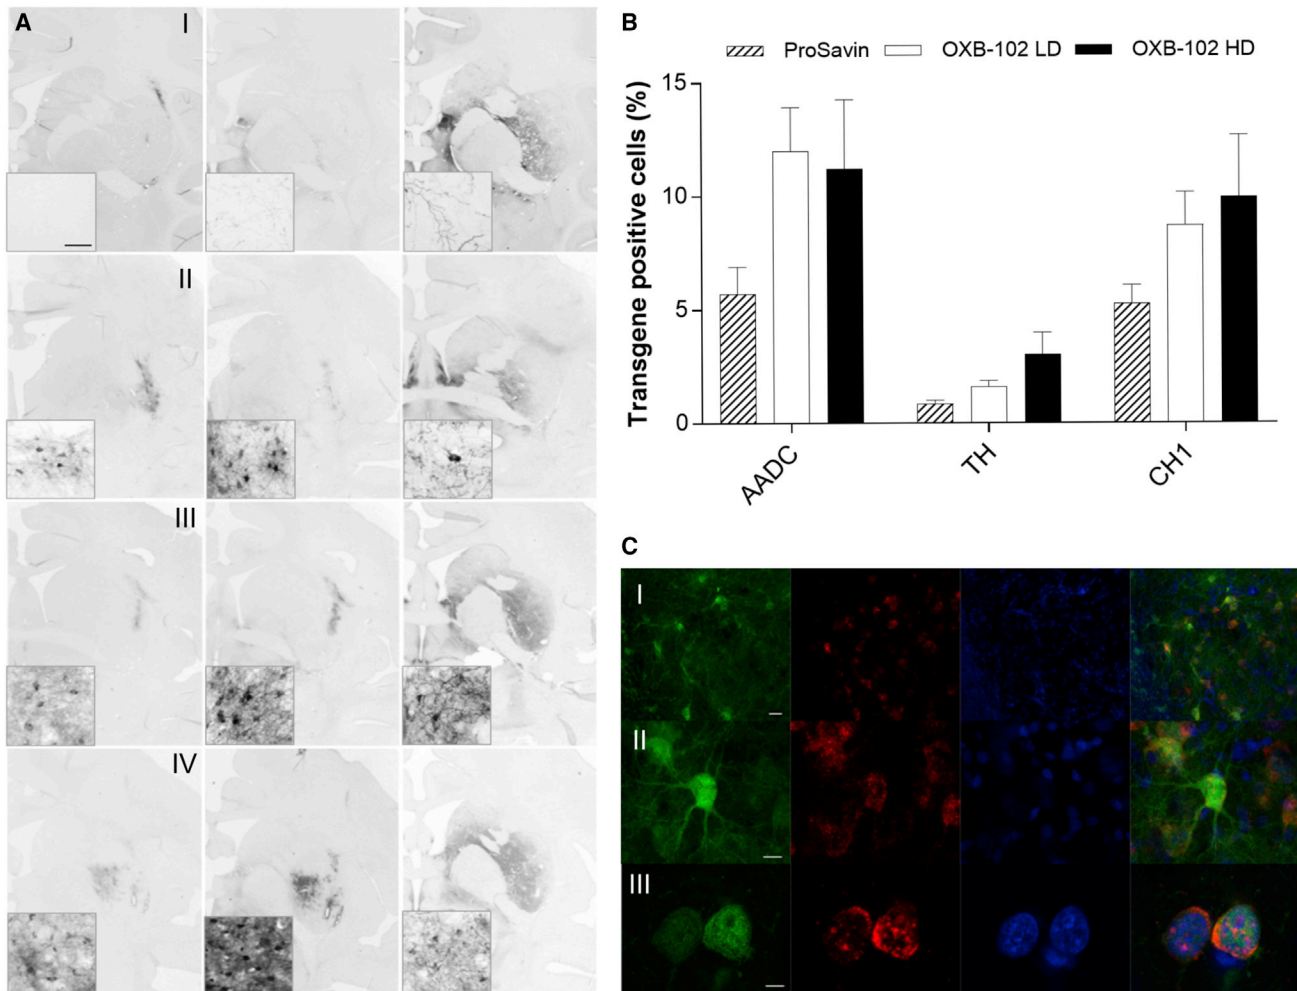 A
I
II
III
IV
B
ProSavin OXB-102 LD OXB-102 HD
Transgene positive cells (%)
15
10
5
0
AADC TH CH1
C
I
II
III